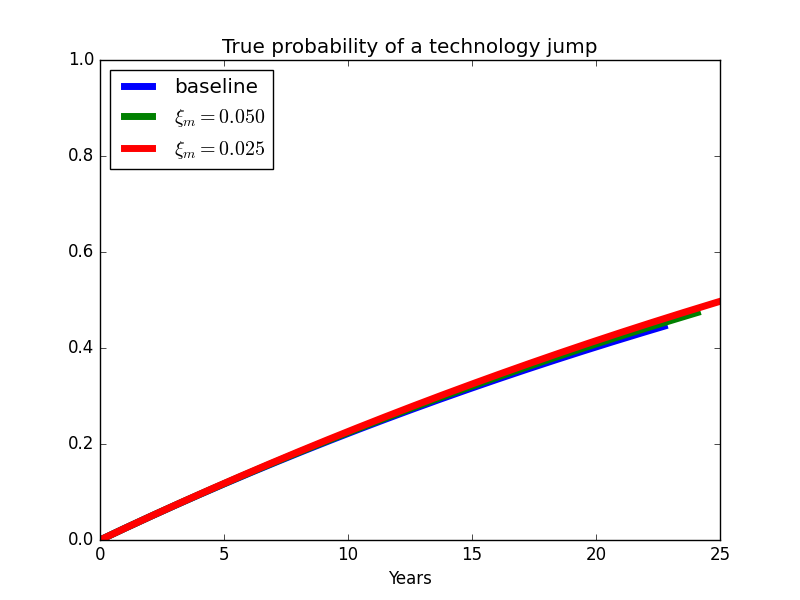 True probability of a technology jump
1.0
baseline
ξₘ = 0.050
ξₘ = 0.025
0.8
0.6
0.4
0.2
0.0
0 5 10 15 20 25
Years